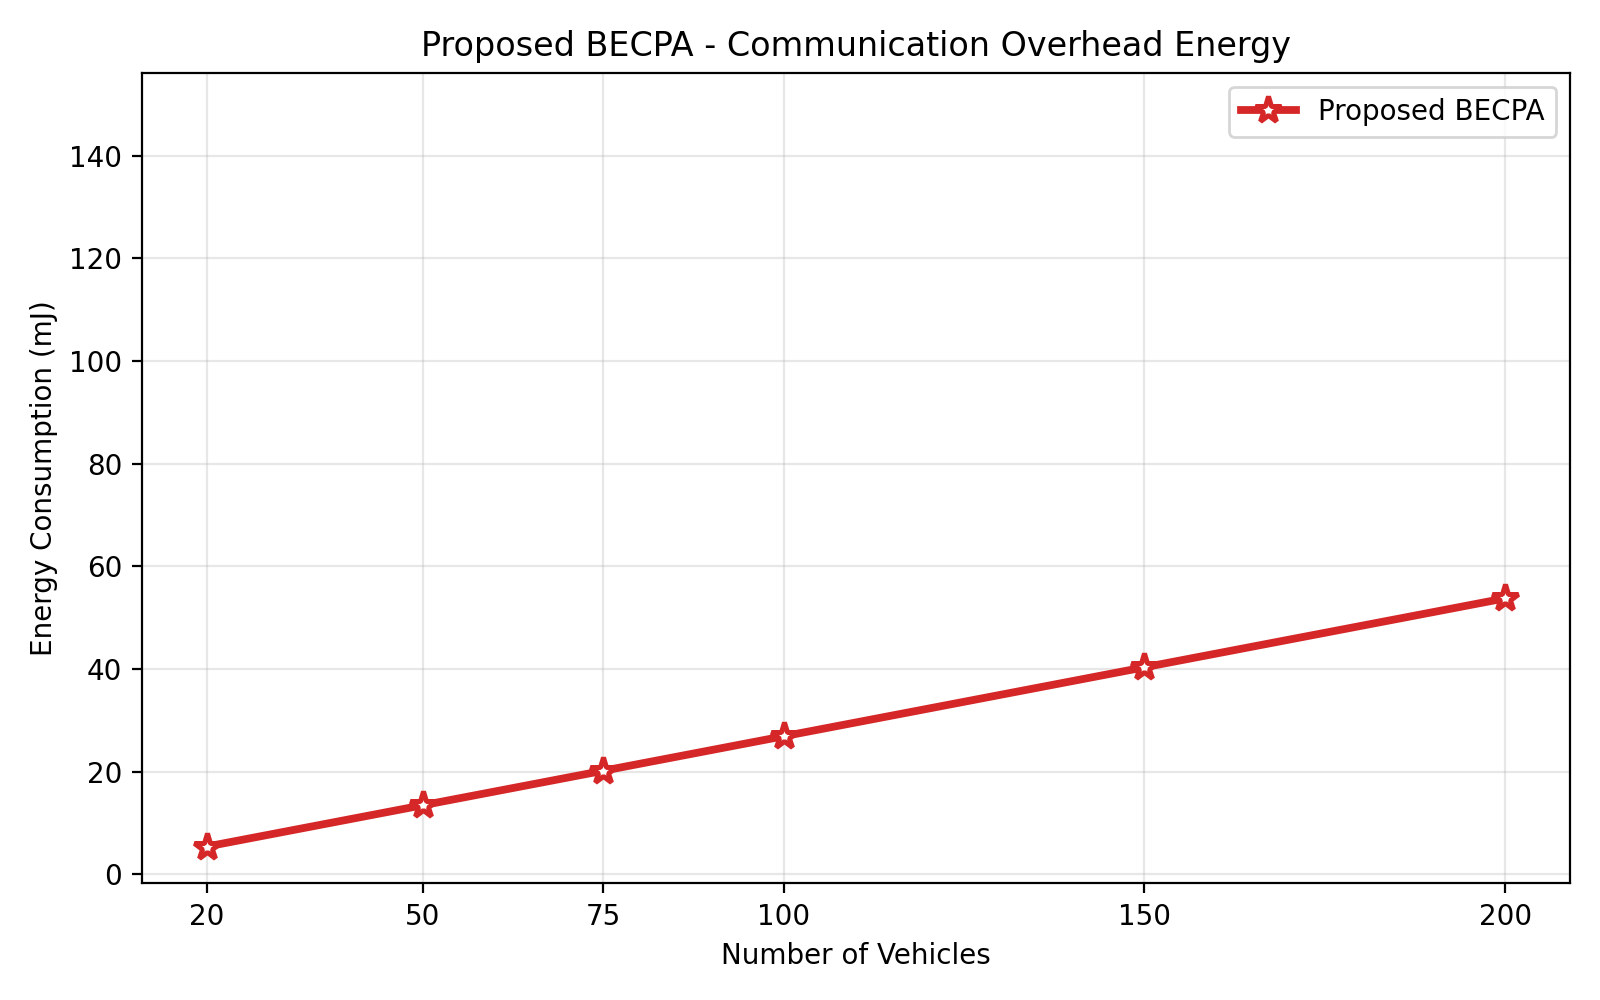 Proposed BECPA - Communication Overhead Energy
Proposed BECPA
Energy Consumption (mJ)
140
120
100
80
60
40
20
0
20 50 75 100 150 200
Number of Vehicles